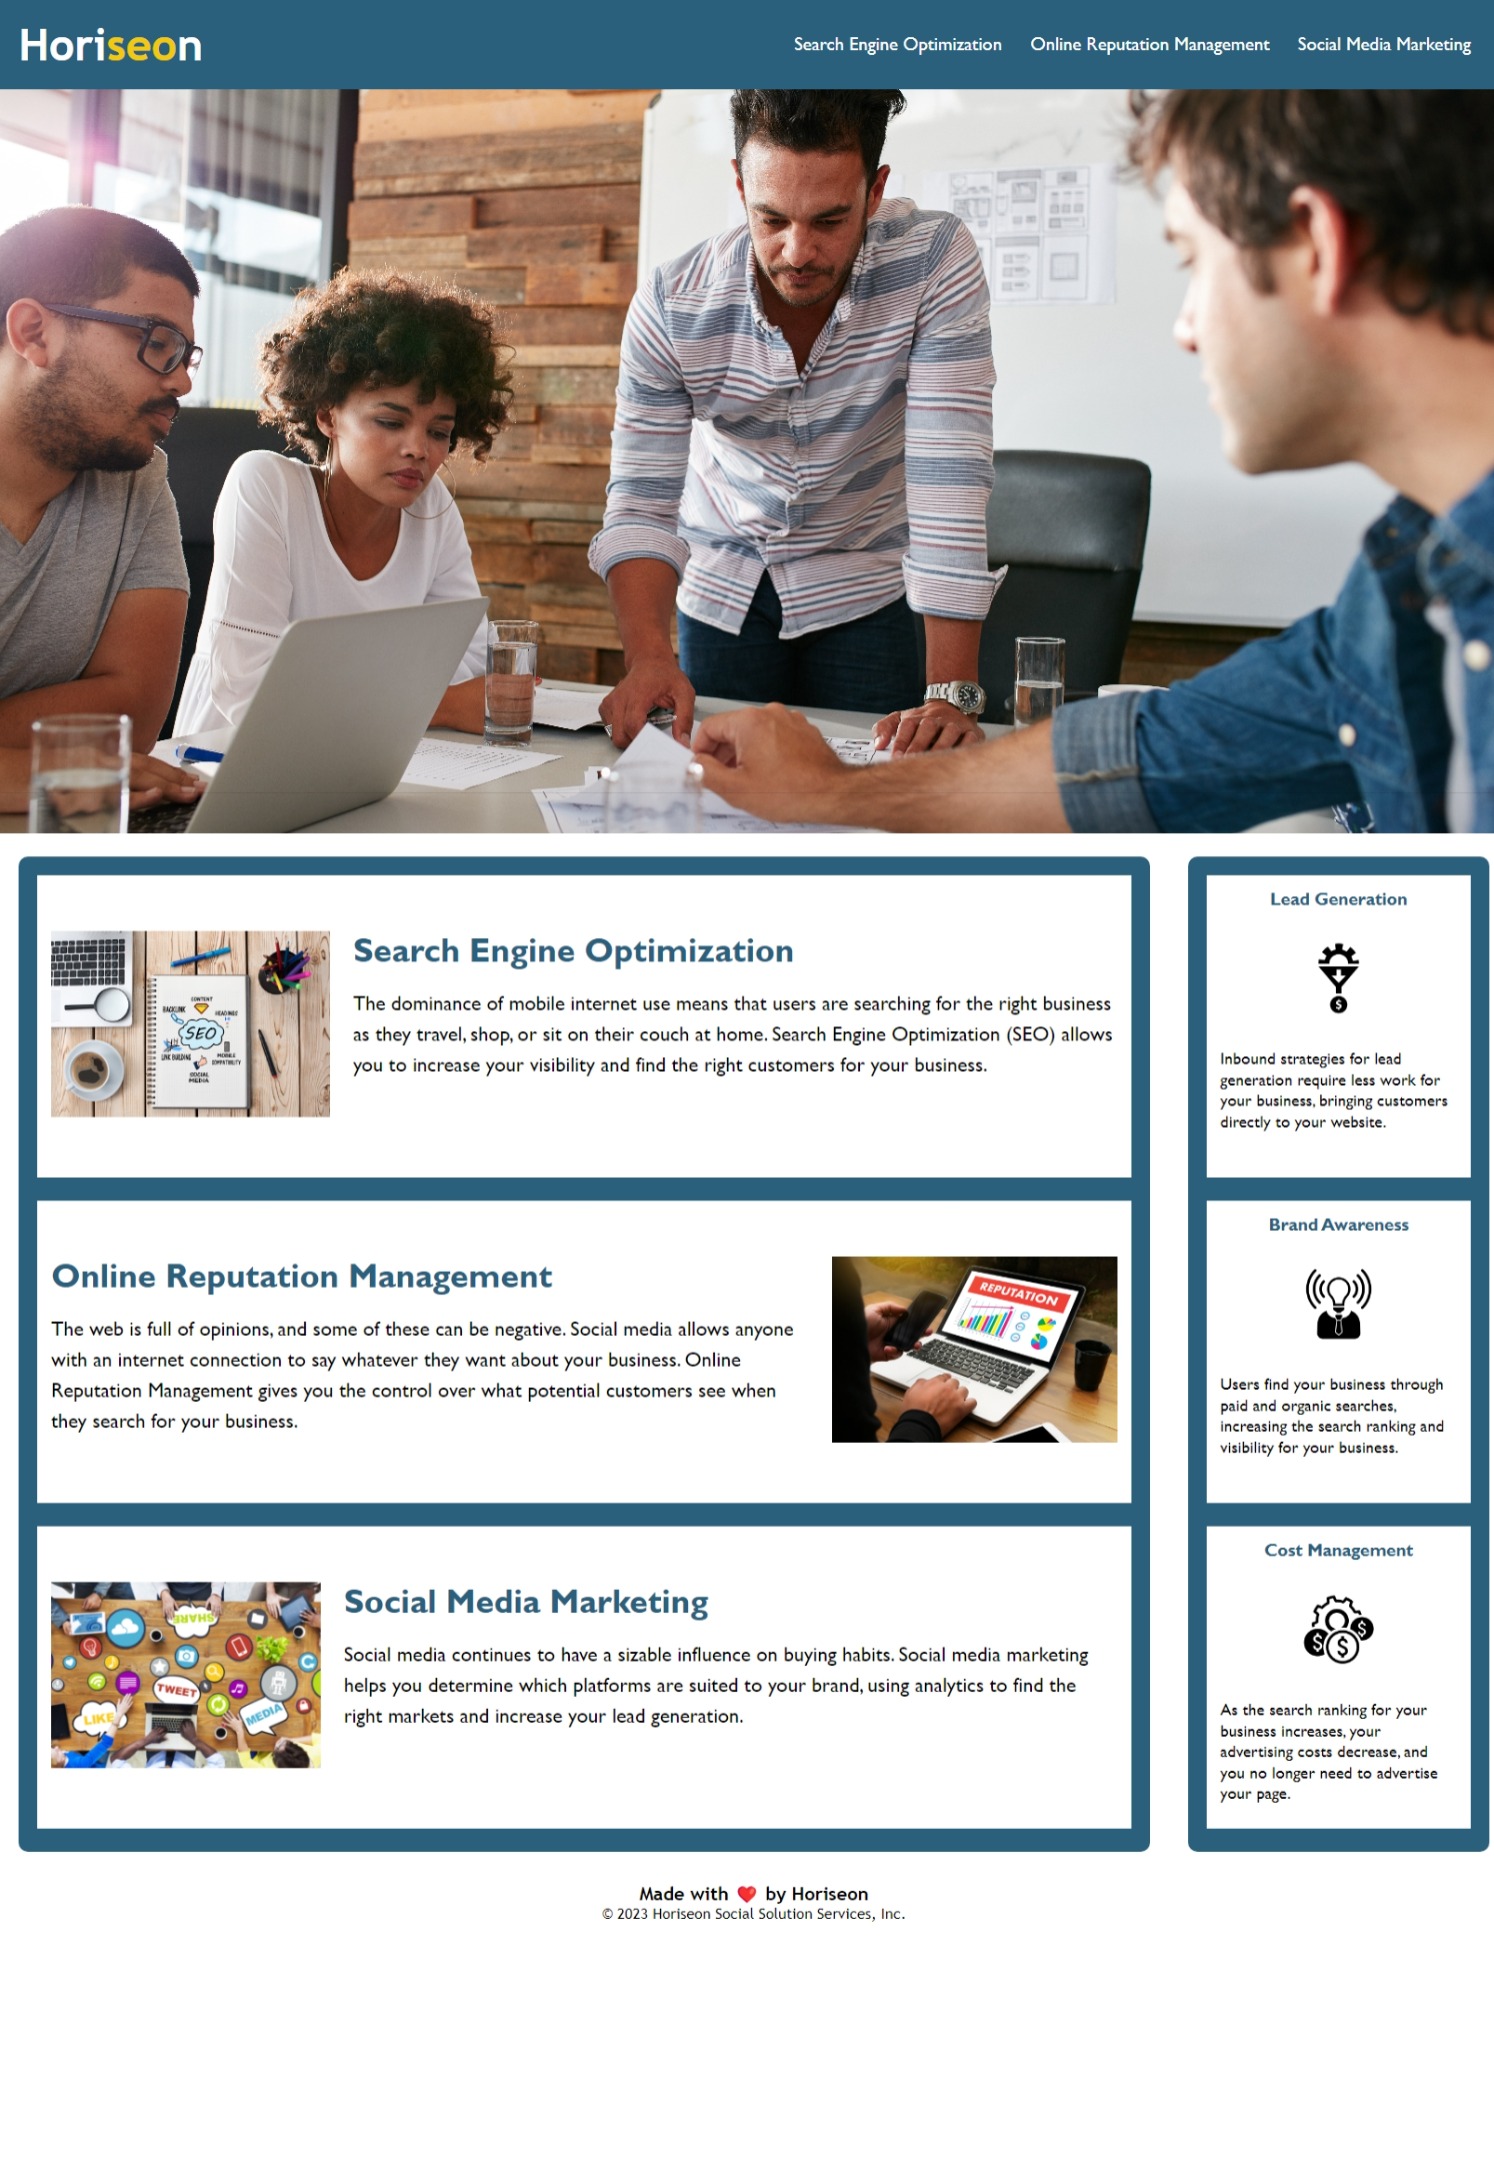 Horiseon
Search Engine Optimization
Online Reputation Management
Social Media Marketing
CONTENT
BACKLINK
HEADINGS
SEO
LINK BUILDING
MOBILE
COMPATIBILITY
SOCIAL
MEDIA
Search Engine Optimization
The dominance of mobile internet use means that users are searching for the right business
as they travel, shop, or sit on their couch at home. Search Engine Optimization (SEO) allows
you to increase your visibility and find the right customers for your business.
Online Reputation Management
The web is full of opinions, and some of these can be negative. Social media allows anyone
with an internet connection to say whatever they want about your business. Online
Reputation Management gives you the control over what potential customers see when
they search for your business.
REPUTATION
SHARE
TWEET
LIKE
MEDIA
Social Media Marketing
Social media continues to have a sizable influence on buying habits. Social media marketing
helps you determine which platforms are suited to your brand, using analytics to find the
right markets and increase your lead generation.
Lead Generation
$
Inbound strategies for lead
generation require less work for
your business, bringing customers
directly to your website.
Brand Awareness
Users find your business through
paid and organic searches,
increasing the search ranking and
visibility for your business.
Cost Management
$ $ $
As the search ranking for your
business increases, your
advertising costs decrease, and
you no longer need to advertise
your page.
Made with ❤️ by Horiseon
© 2023 Horiseon Social Solution Services, Inc.